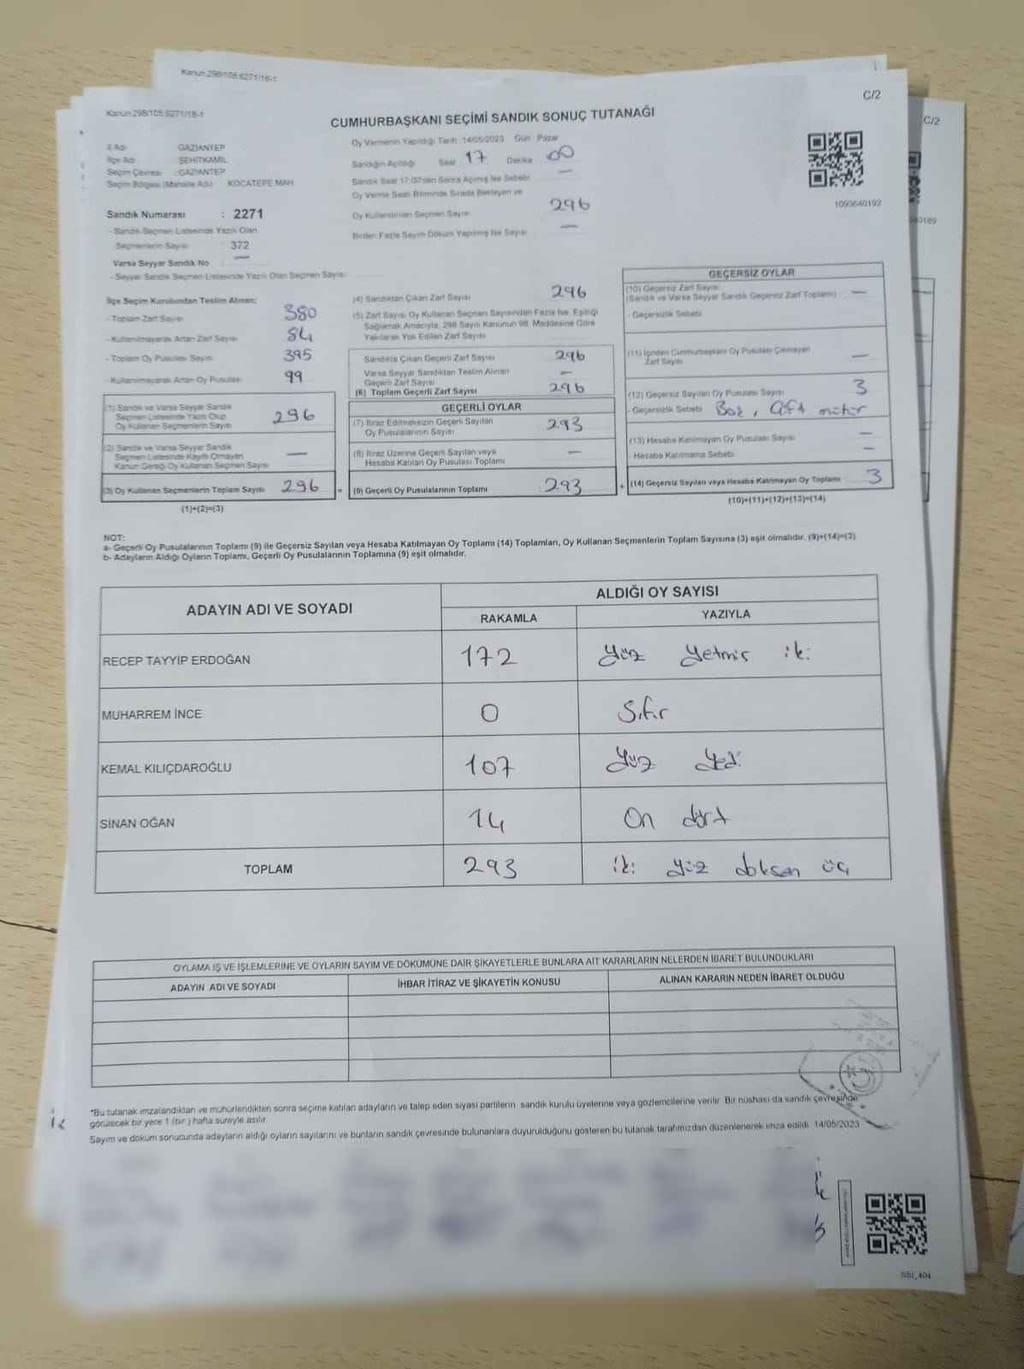 Kanun:298/105:6271/16-1
C/2
Kanun:298/105:6271/16-1
CUMHURBAŞKANI SEÇİMİ SANDIK SONUÇ TUTANAĞI
C/2
İl Adı : GAZİANTEP
İlçe Adı : ŞEHİTKAMİL
Seçim Çevresi : GAZİANTEP
Seçim Bölgesi (Mahalle Adı) : KOCATEPE MAH.
Sandık Numarası : 2271
- Sandık Seçmen Listesinde Yazılı Olan
Seçmenlerin Sayısı 372
Varsa Seyyar Sandık No —
- Seyyar Sandık Seçmen Listesinde Yazılı Olan Seçmen Sayısı
Oy Vermenin Yapıldığı Tarih :14/05/2023 Gün: Pazar
Sandığın Açıldığı Saat 17 Dakika 00
Sandık Saat 17:00'den Sonra Açılmış İse Sebebi —
Oy Verme Saati Bitiminde Sırada Bekleyen ve
Oy Kullandırılan Seçmen Sayısı 296
Birden Fazla Sayım Döküm Yapılmış İse Sayısı —
1093640192
İlçe Seçim Kurulundan Teslim Alınan;
- Toplam Zarf Sayısı 380
- Kullanılmayarak Artan Zarf Sayısı 84
- Toplam Oy Pusulası Sayısı 395
- Kullanılmayarak Artan Oy Pusulası 99
(1) Sandık ve Varsa Seyyar Sandık
Seçmen Listesinde Yazılı Olup
Oy Kullanan Seçmenlerin Sayısı 296
(2) Sandık ve Varsa Seyyar Sandık
Seçmen Listesinde Kayıtlı Olmayan
Kanun Gereği Oy Kullanan Seçmen Sayısı —
(3) Oy Kullanan Seçmenlerin Toplam Sayısı 296
(1)+(2)=(3)
(4) Sandıktan Çıkan Zarf Sayısı 296
(5) Zarf Sayısı Oy Kullanan Seçmen Sayısından Fazla İse, Eşitliği
Sağlamak Amacıyla, 298 Sayılı Kanunun 98. Maddesine Göre
Yakılarak Yok Edilen Zarf Sayısı
Sandıkta Çıkan Geçerli Zarf Sayısı 296
Varsa Seyyar Sandıktan Teslim Alınan
Geçerli Zarf Sayısı —
(6) Toplam Geçerli Zarf Sayısı 296
GEÇERLİ OYLAR
(7) İtiraz Edilmeksizin Geçerli Sayılan
Oy Pusulalarının Sayısı 293
(8) İtiraz Üzerine Geçerli Sayılan veya
Hesaba Katılan Oy Pusulası Toplamı —
= (9) Geçerli Oy Pusulalarının Toplamı 293
GEÇERSİZ OYLAR
(10) Geçersiz Zarf Sayısı
(Sandık ve Varsa Seyyar Sandık Geçersiz Zarf Toplamı) —
- Geçersizlik Sebebi
(11) İçinden Cumhurbaşkanı Oy Pusulası Çıkmayan
Zarf Sayısı —
(12) Geçersiz Sayılan Oy Pusulası Sayısı 3
- Geçersizlik Sebebi Boş, Çift mühür
(13) Hesaba Katılmayan Oy Pusulası Sayısı —
- Hesaba Katılmama Sebebi —
+ (14) Geçersiz Sayılan veya Hesaba Katılmayan Oy Toplamı 3
(10)+(11)+(12)+(13)=(14)
NOT:
a- Geçerli Oy Pusulalarının Toplamı (9) ile Geçersiz Sayılan veya Hesaba Katılmayan Oy Toplamı (14) Toplamları, Oy Kullanan Seçmenlerin Toplam Sayısına (3) eşit olmalıdır. (9)+(14)=(3)
b- Adayların Aldığı Oyların Toplamı, Geçerli Oy Pusulalarının Toplamına (9) eşit olmalıdır.
ADAYIN ADI VE SOYADI ALDIĞI OY SAYISI
RAKAMLA YAZIYLA
RECEP TAYYİP ERDOĞAN 172 Yüz Yetmiş iki
MUHARREM İNCE 0 Sıfır
KEMAL KILIÇDAROĞLU 107 Yüz Yedi
SİNAN OĞAN 14 On dört
TOPLAM 293 iki yüz doksan üç
OYLAMA İŞ VE İŞLEMLERİNE VE OYLARIN SAYIM VE DÖKÜMÜNE DAİR ŞİKAYETLERLE BUNLARA AİT KARARLARIN NELERDEN İBARET BULUNDUKLARI
ADAYIN ADI VE SOYADI İHBAR İTİRAZ VE ŞİKAYETİN KONUSU ALINAN KARARIN NEDEN İBARET OLDUĞU
*Bu tutanak imzalandıktan ve mühürlendikten sonra seçime katılan adayların ve talep eden siyasi partilerin sandık kurulu üyelerine veya gözlemcilerine verilir. Bir nüshası da sandık çevresinde
görülecek bir yere 1 (bir) hafta süreyle asılır.
Sayım ve döküm sonucunda adayların aldığı oyların sayılarını ve bunların sandık çevresinde bulunanlara duyurulduğunu gösteren bu tutanak tarafımızdan düzenlenerek imza edildi. 14/05/2023
SSI_404